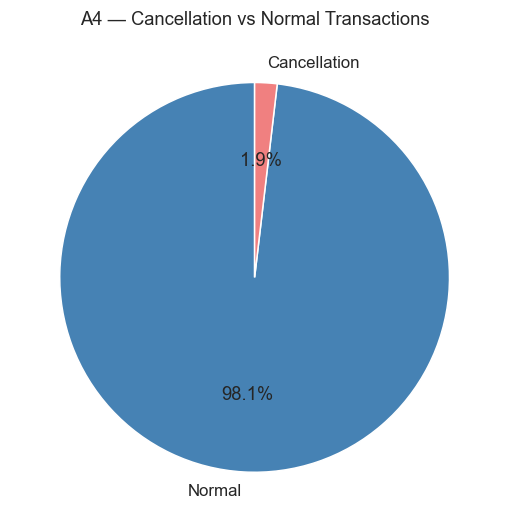 A4 — Cancellation vs Normal Transactions
Cancellation
1.9%
98.1%
Normal